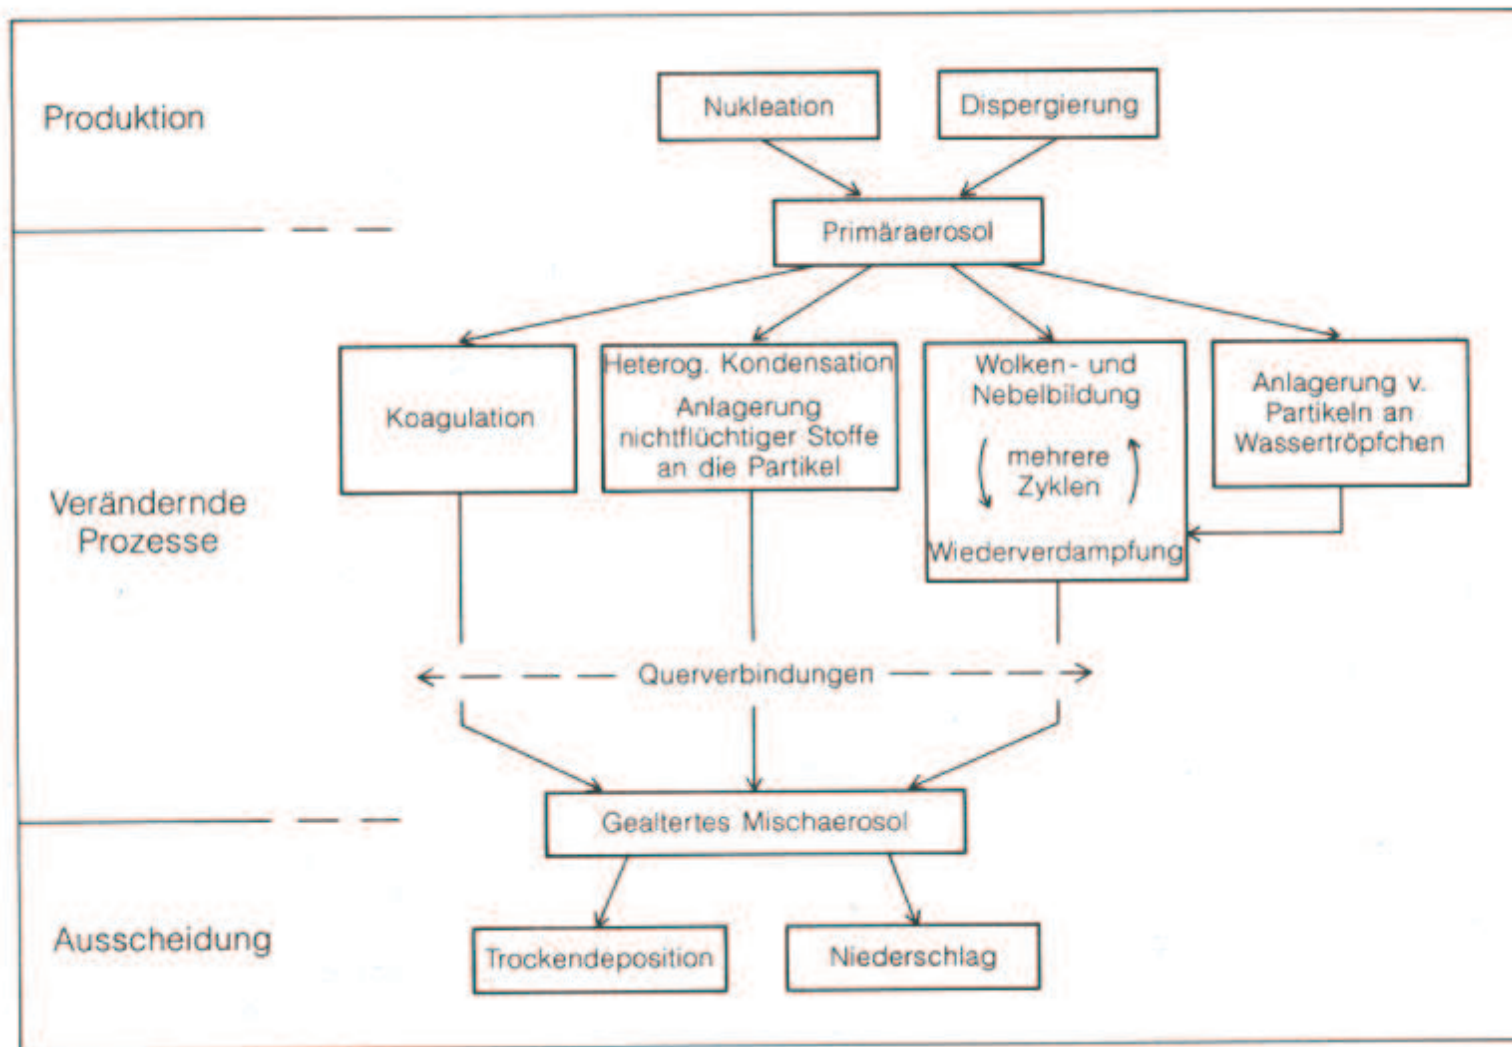 Produktion
Nukleation
Dispergierung
Primäraerosol
Verändernde
Prozesse
Koagulation
Heterog. Kondensation
Anlagerung
nichtflüchtiger Stoffe
an die Partikel
Wolken- und
Nebelbildung
mehrere
Zyklen
Wiederverdampfung
Anlagerung v.
Partikeln an
Wassertröpfchen
Querverbindungen
Gealtertes Mischaerosol
Ausscheidung
Trockendeposition
Niederschlag